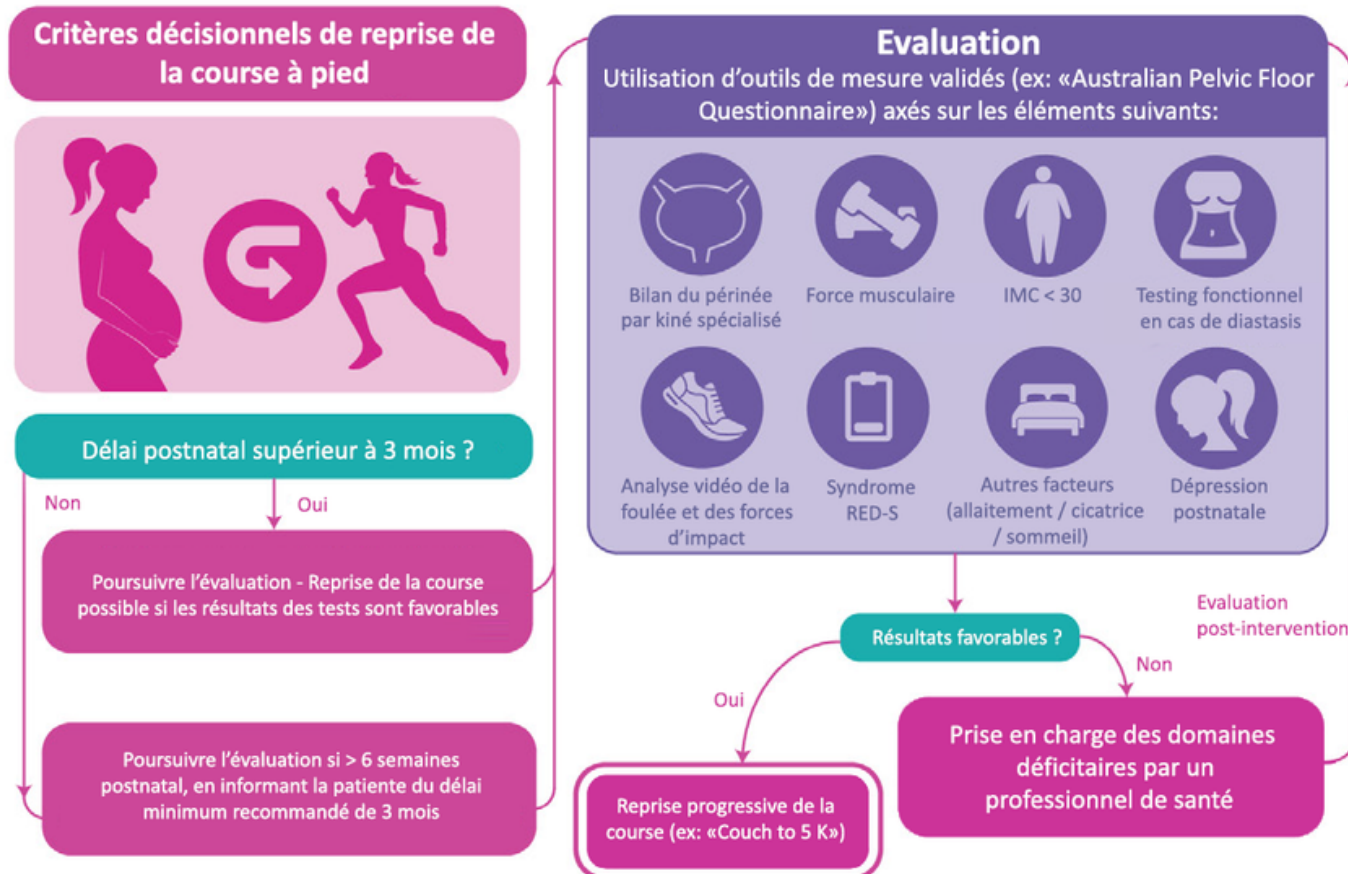 Critères décisionnels de reprise de
la course à pied
Délai postnatal supérieur à 3 mois ?
Non
Oui
Poursuivre l’évaluation - Reprise de la course
possible si les résultats des tests sont favorables
Poursuivre l’évaluation si > 6 semaines
postnatal, en informant la patiente du délai
minimum recommandé de 3 mois
Evaluation
Utilisation d’outils de mesure validés (ex: «Australian Pelvic Floor
Questionnaire») axés sur les éléments suivants:
Bilan du périnée
par kiné spécialisé
Force musculaire
IMC < 30
Testing fonctionnel
en cas de diastasis
Analyse vidéo de la
foulée et des forces
d’impact
Syndrome
RED-S
Autres facteurs
(allaitement / cicatrice
/ sommeil)
Dépression
postnatale
Résultats favorables ?
Evaluation
post-intervention
Oui
Non
Reprise progressive de la
course (ex: «Couch to 5 K»)
Prise en charge des domaines
déficitaires par un
professionnel de santé